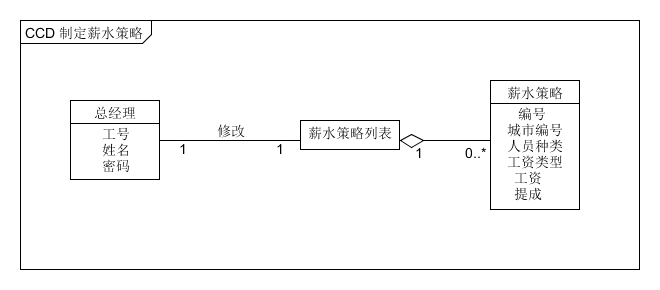 CCD 制定薪水策略
总经理
工号
姓名
密码
修改
1
1
薪水策略列表
1
0..*
薪水策略
编号
城市编号
人员种类
工资类型
工资
提成